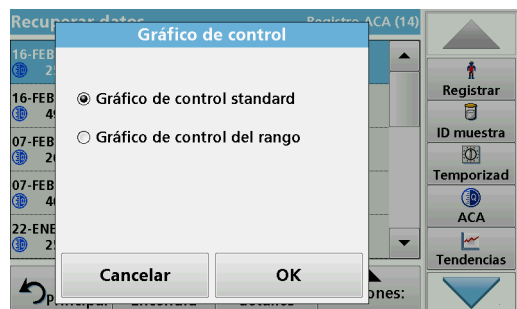 Recuperar datos
Registro ACA (14)
Gráfico de control
16-FEB
16-FEB
07-FEB
07-FEB
22-ENE
Gráfico de control standard
Gráfico de control del rango
Cancelar
OK
Registrar
ID muestra
Temporizad
ACA
Tendencias